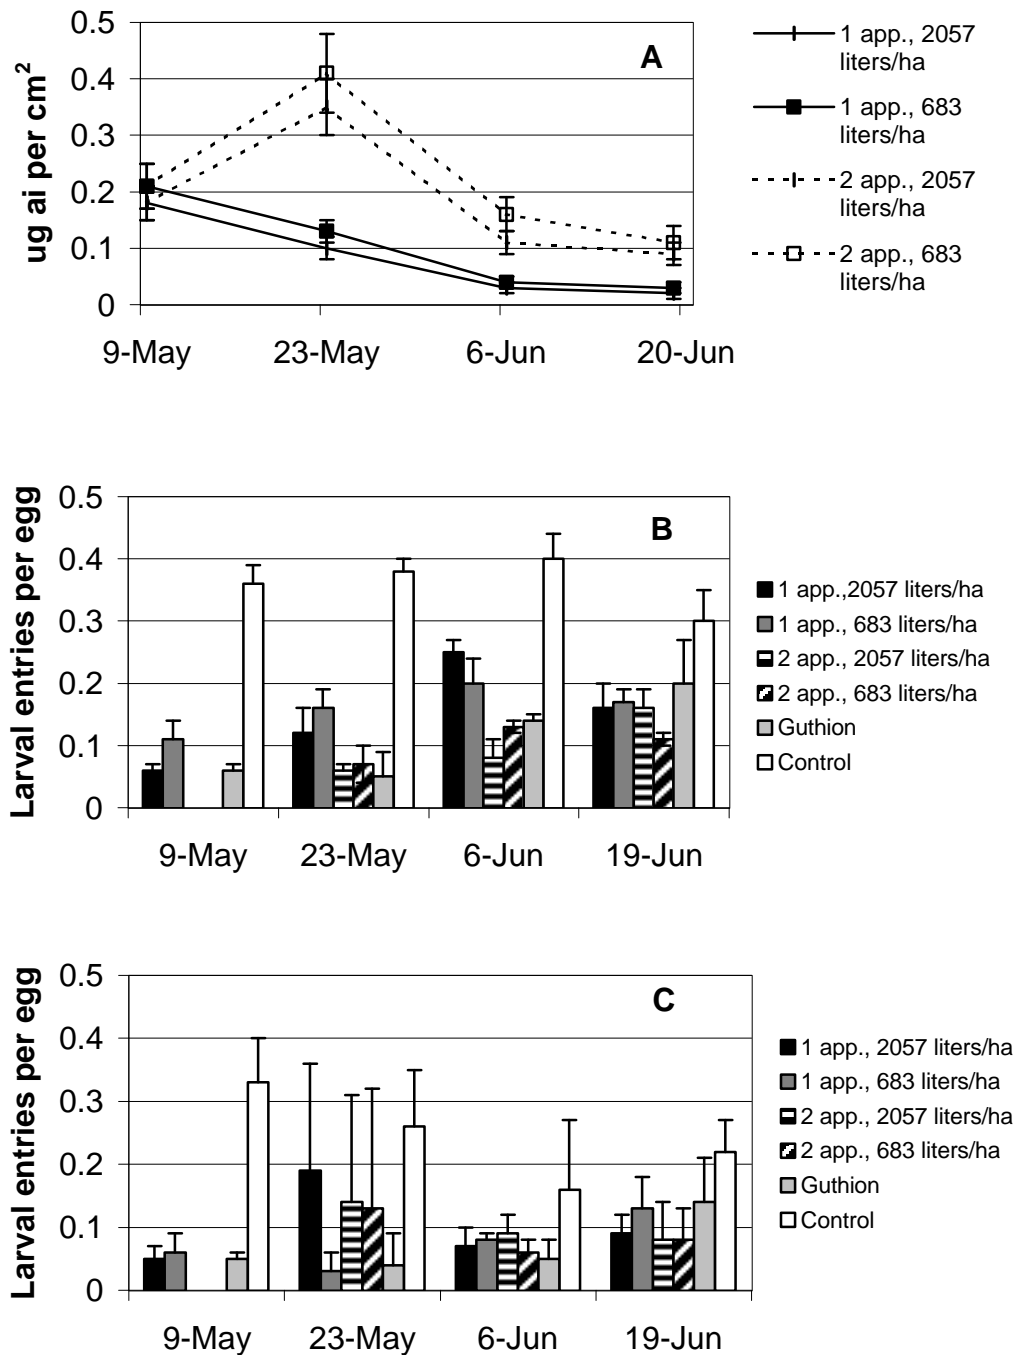 0.5
0.4
0.3
0.2
0.1
0
ug ai per cm²
A
9-May 23-May 6-Jun 20-Jun
1 app., 2057
liters/ha
1 app., 683
liters/ha
2 app., 2057
liters/ha
2 app., 683
liters/ha
0.5
0.4
0.3
0.2
0.1
0
Larval entries per egg
B
9-May 23-May 6-Jun 19-Jun
1 app.,2057 liters/ha
1 app., 683 liters/ha
2 app., 2057 liters/ha
2 app., 683 liters/ha
Guthion
Control
0.5
0.4
0.3
0.2
0.1
0
Larval entries per egg
C
9-May 23-May 6-Jun 19-Jun
1 app., 2057 liters/ha
1 app., 683 liters/ha
2 app., 2057 liters/ha
2 app., 683 liters/ha
Guthion
Control